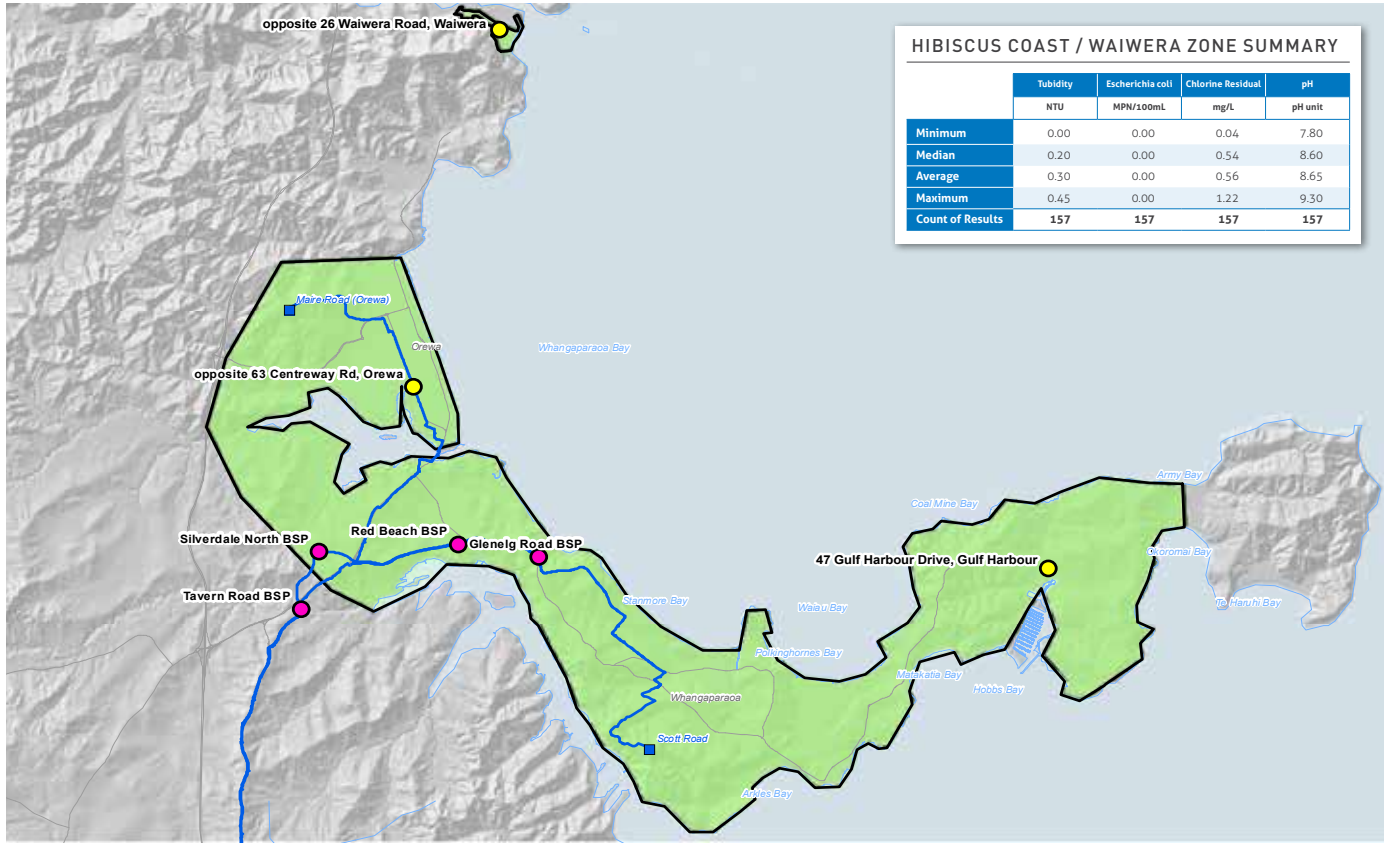 opposite 26 Waiwera Road, Waiwera
HIBISCUS COAST / WAIWERA ZONE SUMMARY
Tubidity Escherichia coli Chlorine Residual pH
NTU MPN/100mL mg/L pH unit
Minimum 0.00 0.00 0.04 7.80
Median 0.20 0.00 0.54 8.60
Average 0.30 0.00 0.56 8.65
Maximum 0.45 0.00 1.22 9.30
Count of Results 157 157 157 157
Maire Road (Orewa)
Orewa
Whangaparaoa Bay
opposite 63 Centreway Rd, Orewa
Army Bay
Coal Mine Bay
Red Beach BSP
Silverdale North BSP
Glenelg Road BSP
Okoromai Bay
47 Gulf Harbour Drive, Gulf Harbour
Tavern Road BSP
Stanmore Bay
Waiau Bay
Te Haruhi Bay
Polkinghornes Bay
Matakatia Bay
Hobbs Bay
Whangaparaoa
Scott Road
Arkles Bay